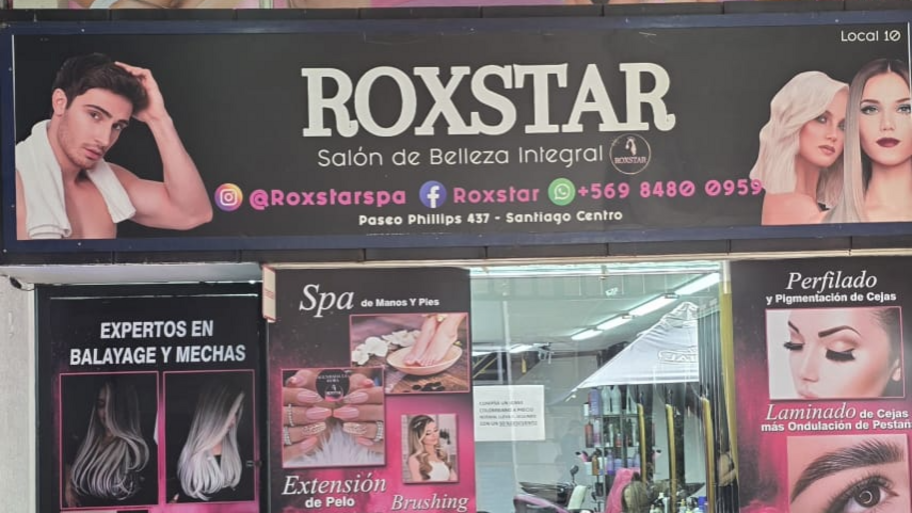 Local 10
ROXSTAR
Salón de Belleza Integral
ROXSTAR
@Roxstarspa Roxstar +569 8480 0959
Paseo Phillips 437 - Santiago Centro
EXPERTOS EN
BALAYAGE Y MECHAS
Spa de Manos Y Pies
Extensión
de Pelo
Brushing
Perfilado
y Pigmentación de Cejas
Laminado de Cejas
más Ondulación de Pestañ